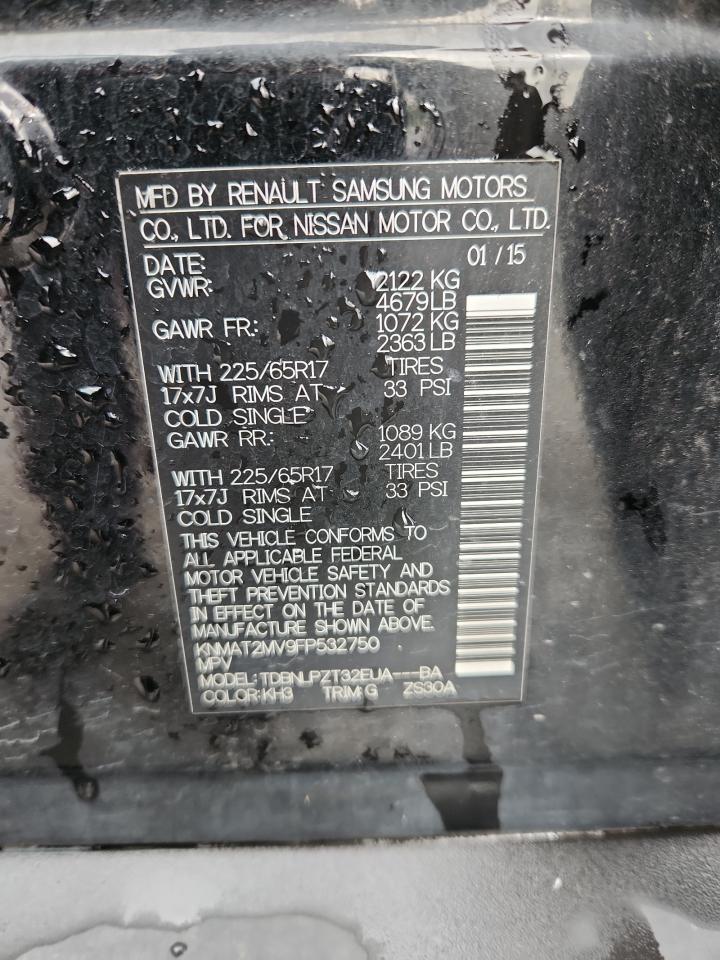 MFD BY RENAULT SAMSUNG MOTORS
CO., LTD. FOR NISSAN MOTOR CO., LTD.
DATE: 01 / 15
GVWR: 2122 KG
4679 LB
GAWR FR.: 1072 KG
2363 LB
WITH 225/65R17 TIRES
17x7J RIMS AT 33 PSI
COLD SINGLE
GAWR RR.: 1089 KG
2401 LB
WITH 225/65R17 TIRES
17x7J RIMS AT 33 PSI
COLD SINGLE
THIS VEHICLE CONFORMS TO
ALL APPLICABLE FEDERAL
MOTOR VEHICLE SAFETY AND
THEFT PREVENTION STANDARDS
IN EFFECT ON THE DATE OF
MANUFACTURE SHOWN ABOVE.
KNMAT2MV9FP532750
MPV
MODEL: TDBNLPZT32EUA---BA
COLOR: KH3 TRIM: G ZS30A